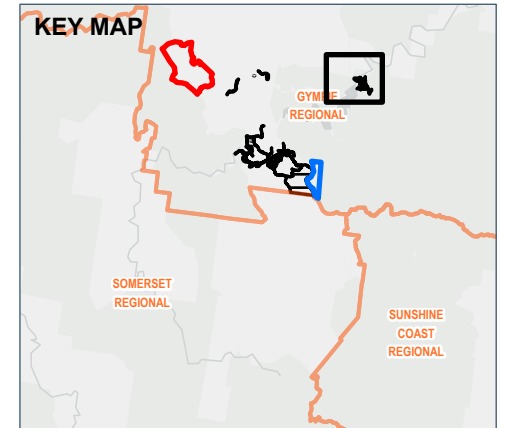 KEY MAP
GYMPIE
REGIONAL
SOMERSET
REGIONAL
SUNSHINE
COAST
REGIONAL